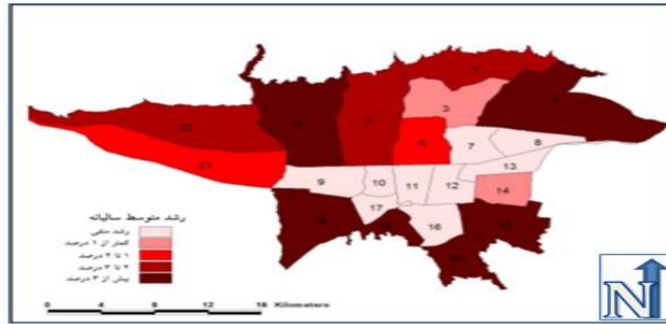 1
22
2
3
6
7
8
21
13
9
10
11
12
14
17
16
رشد متوسط سالیانه
رشد منفی
کمتر از ۱ درصد
۱ تا ۲ درصد
۲ تا ۳ درصد
بیش از ۳ درصد
0 4 8 12 16 Kilometers
N